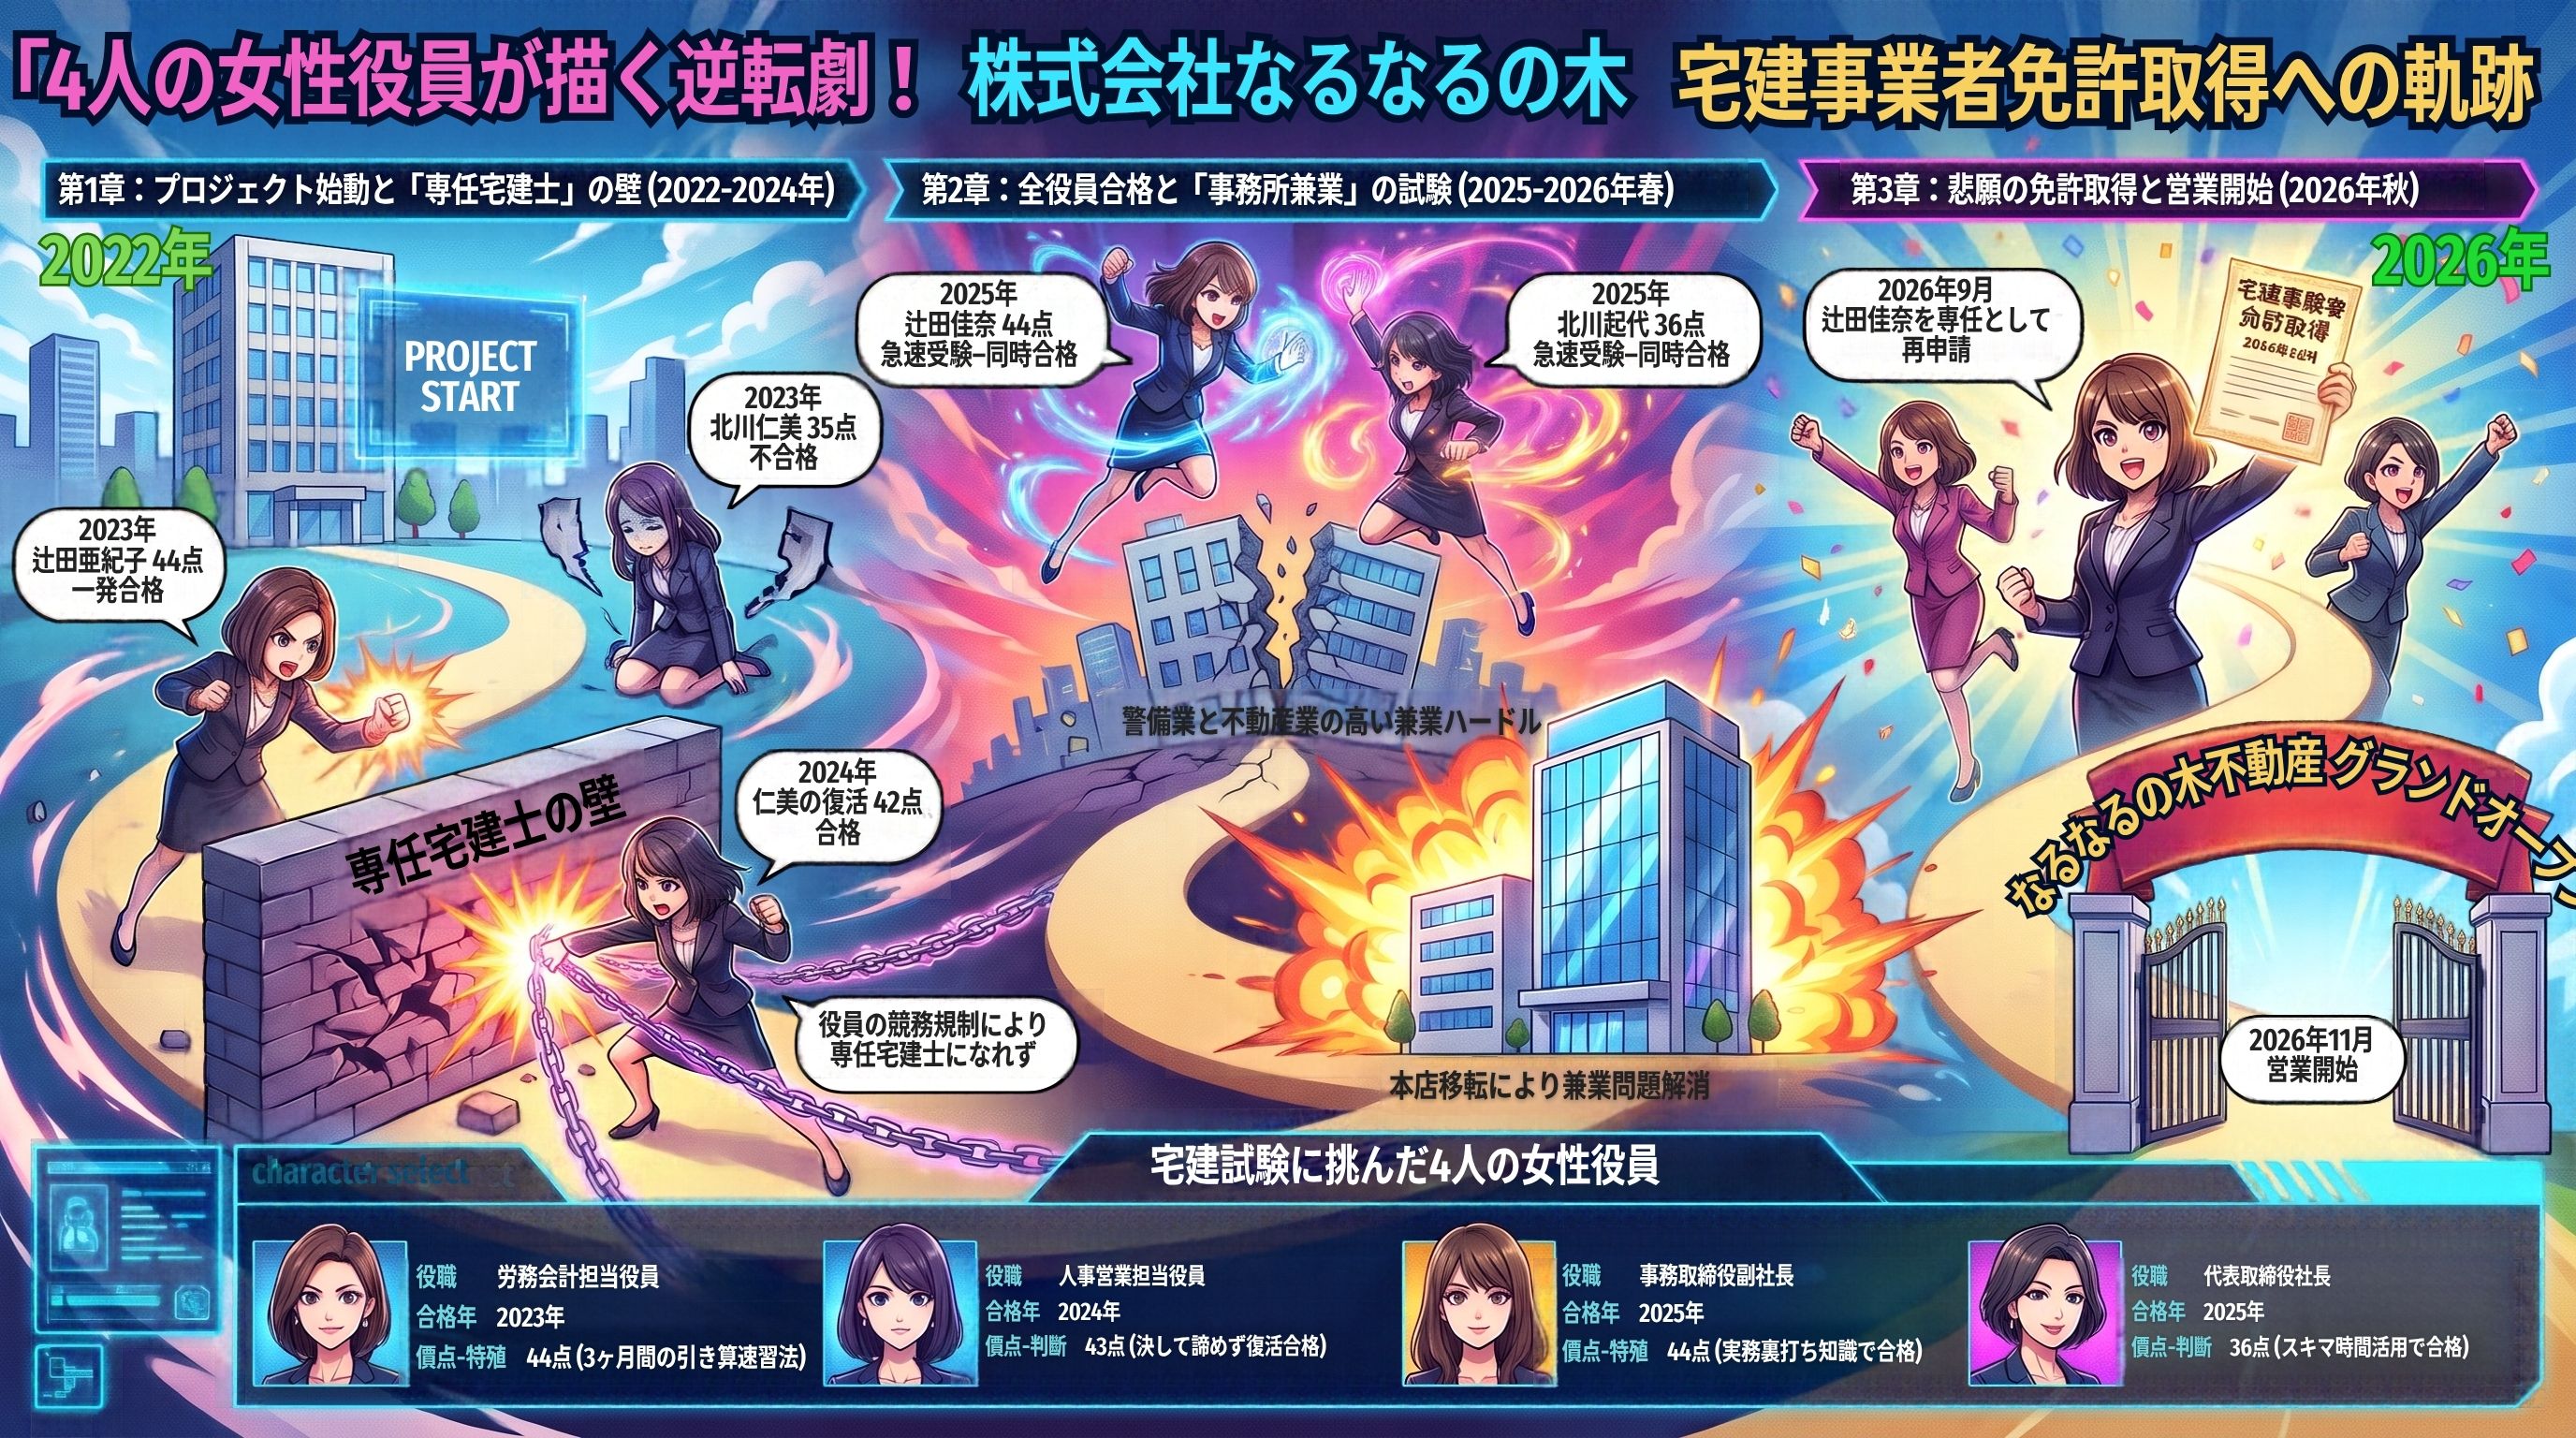 「4人の女性役員が描く逆転劇！ 株式会社なるなるの木 宅建事業者免許取得への軌跡
第1章：プロジェクト始動と「専任宅建士」の壁 (2022-2024年)
2022年
PROJECT
START
2023年
辻田亜紀子 44点
一発合格
2023年
北川仁美 35点
不合格
専任宅建士の壁
2024年
仁美の復活 42点
合格
役員の競務規制により
専任宅建士になれず
第2章：全役員合格と「事務所兼業」の試験 (2025-2026年春)
2025年
辻田佳奈 44点
急速受験–同時合格
2025年
北川起代 36点
急速受験–同時合格
警備業と不動産業の高い兼業ハードル
本店移転により兼業問題解消
第3章：悲願の免許取得と営業開始 (2026年秋)
2026年
2026年9月
辻田佳奈を専任として
再申請
なるなるの木不動産 グランドオープン
2026年11月
営業開始
character select
宅建試験に挑んだ4人の女性役員
役職 労務会計担当役員
合格年 2023年
價点-特殖 44点 (3ヶ月間の引き算速習法)
役職 人事営業担当役員
合格年 2024年
價点-判断 43点 (決して諦めず復活合格)
役職 事務取締役副社長
合格年 2025年
價点-特殖 44点 (実務裏打ち知識で合格)
役職 代表取締役社長
合格年 2025年
價点-判断 36点 (スキマ時間活用で合格)